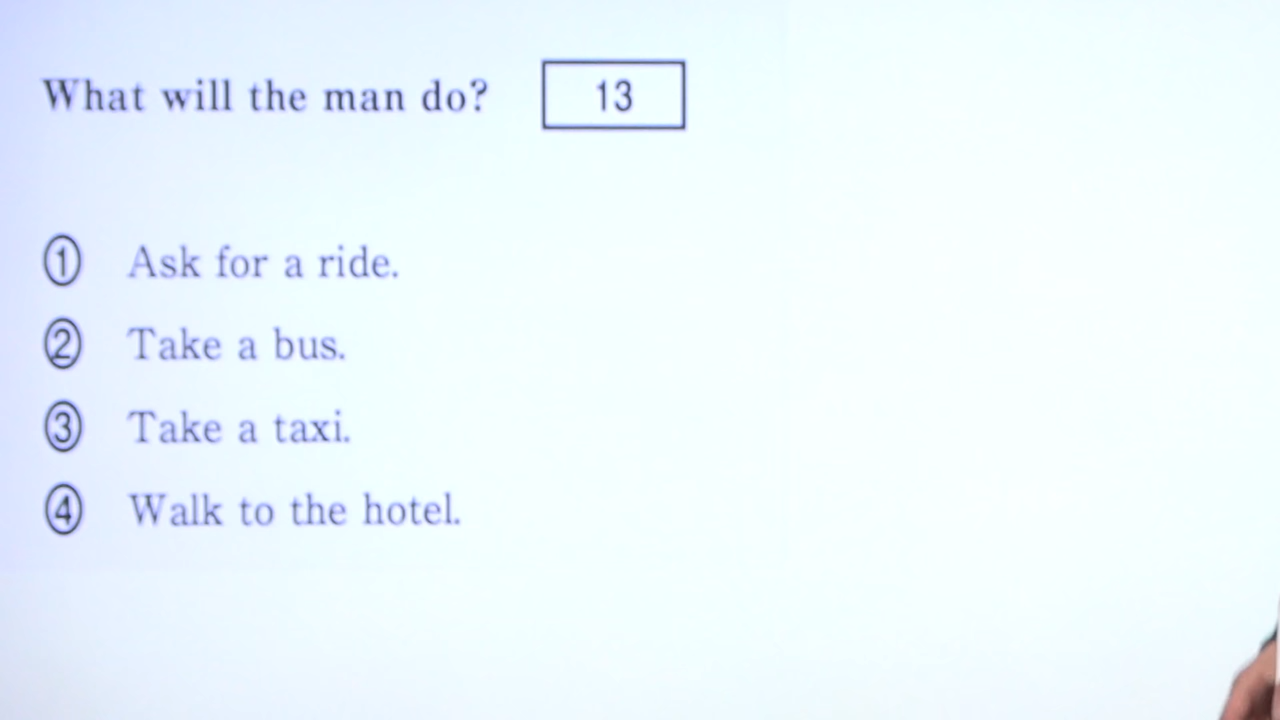 What will the man do? 13
① Ask for a ride.
② Take a bus.
③ Take a taxi.
④ Walk to the hotel.